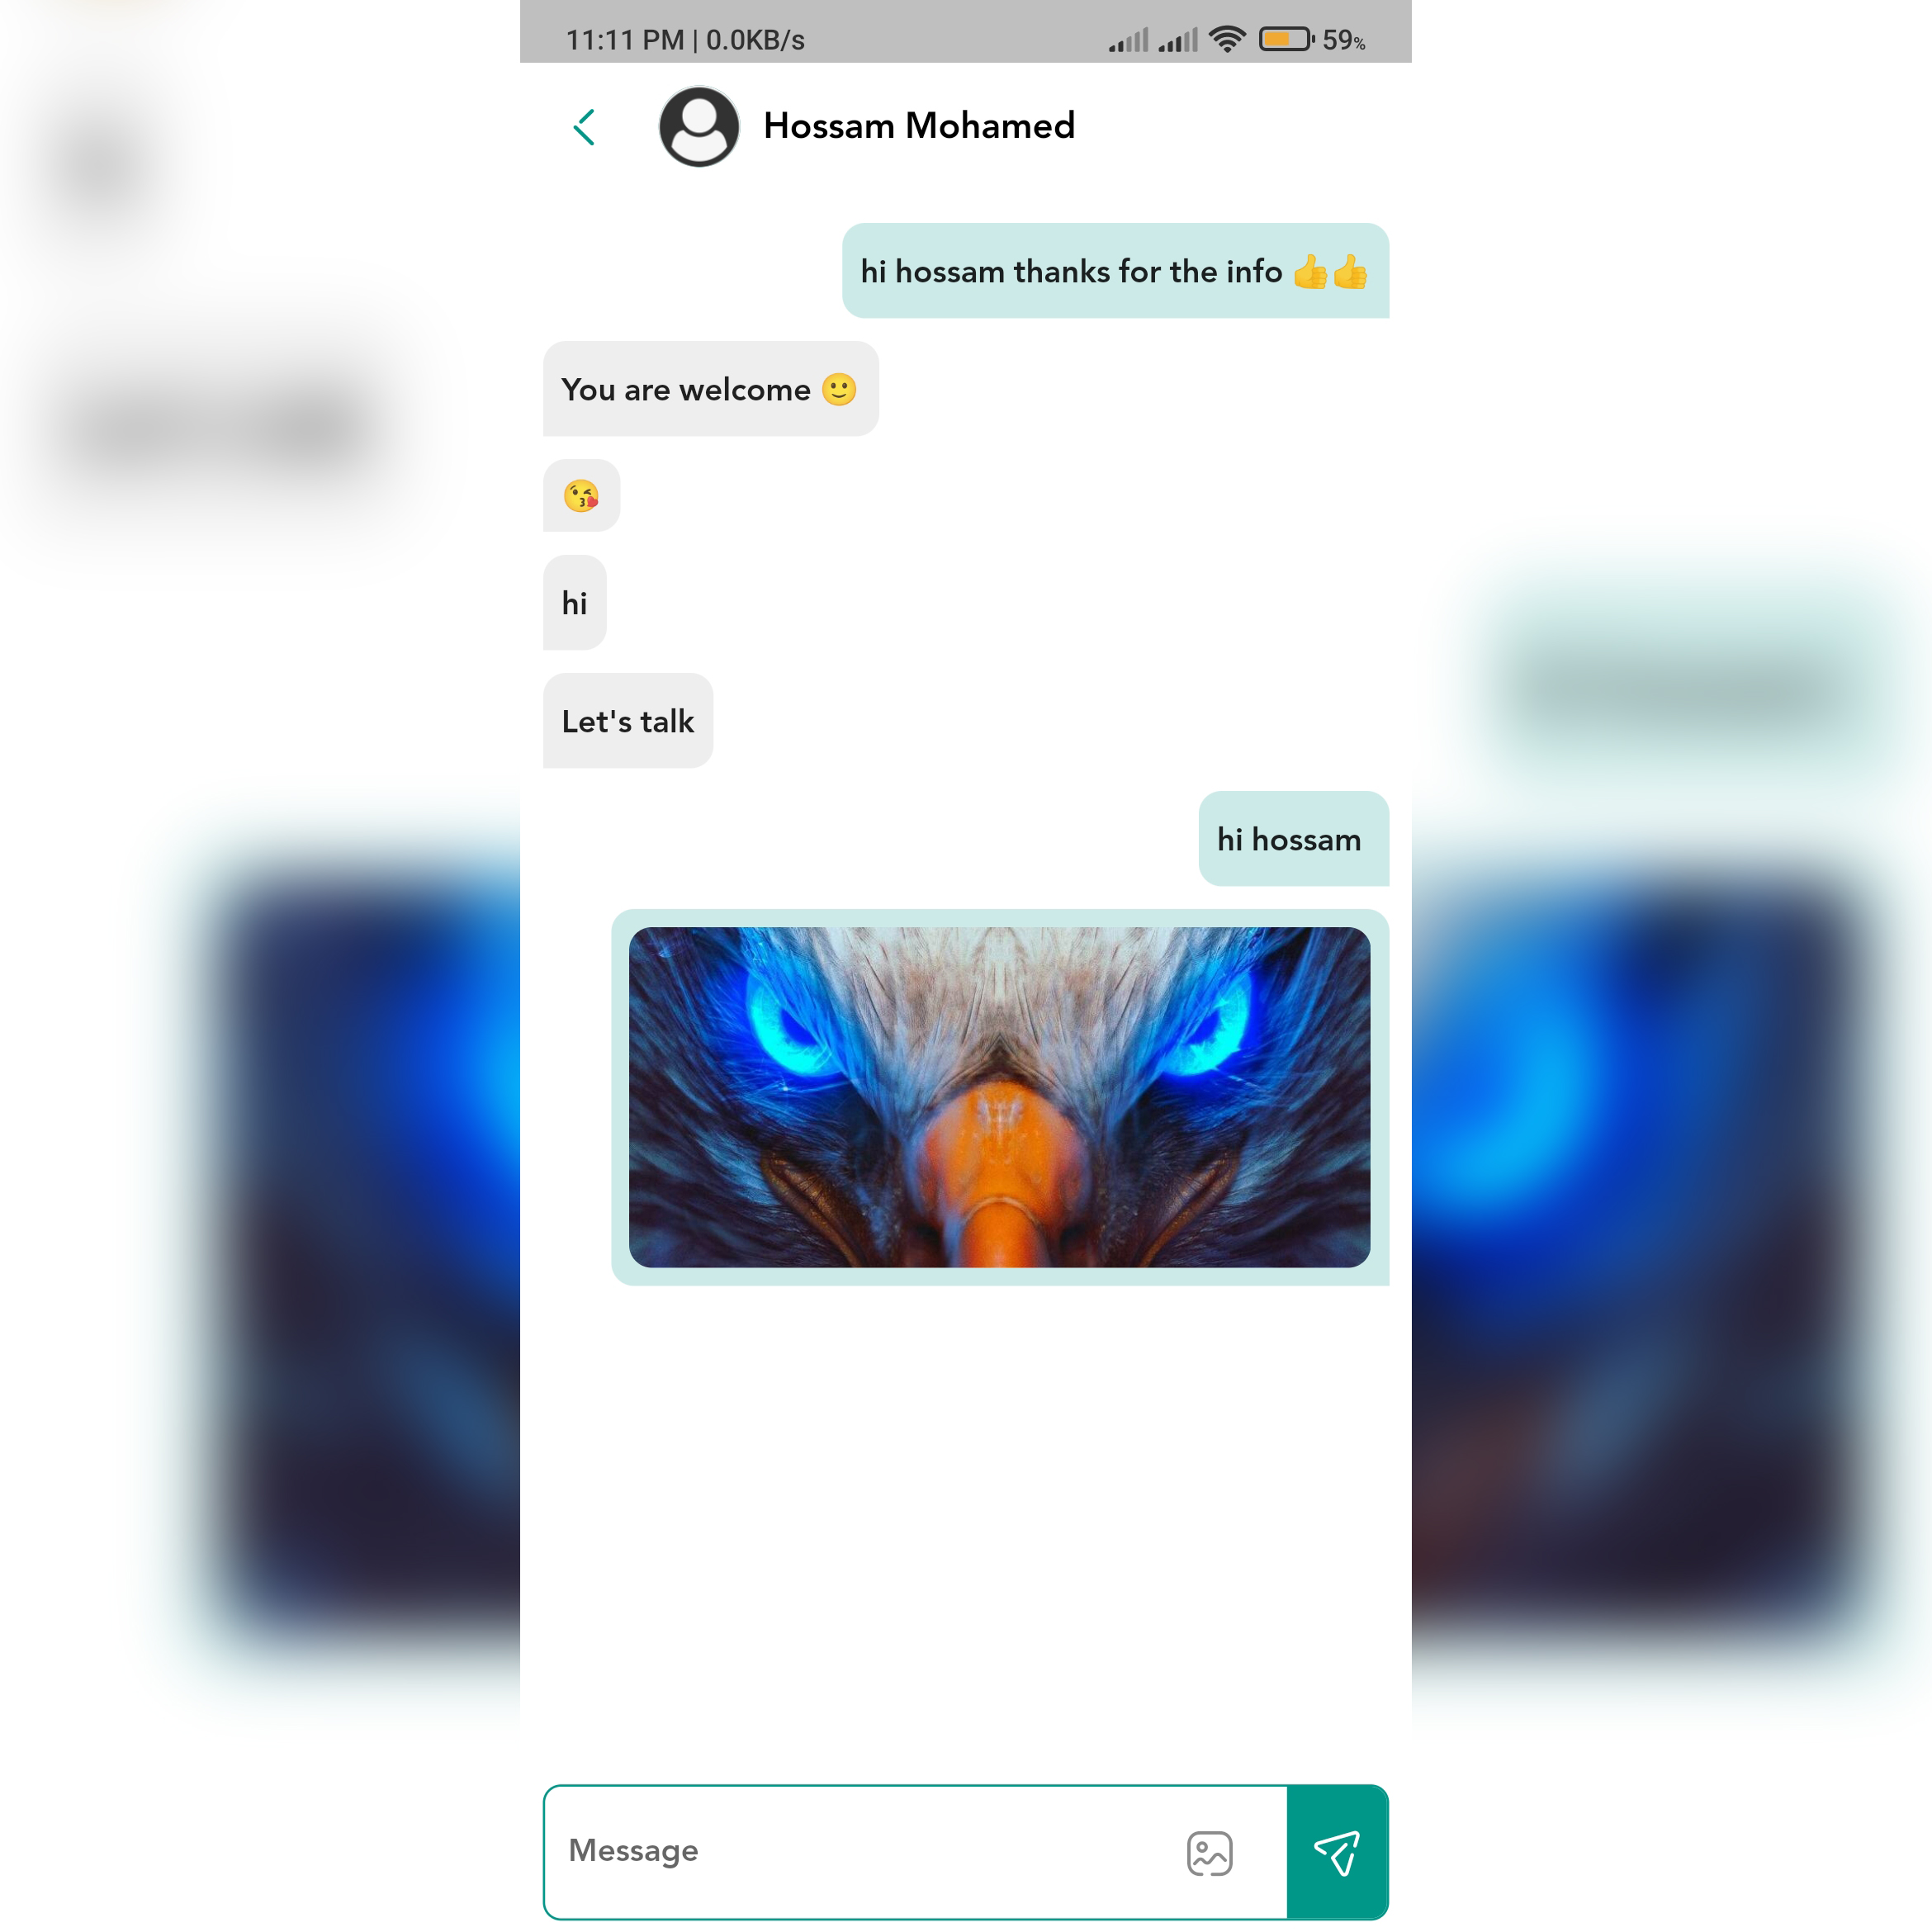 11:11 PM | 0.0KB/s 59%
Hossam Mohamed
hi hossam thanks for the info 👍👍
You are welcome 🙂
😘
hi
Let's talk
hi hossam
Message